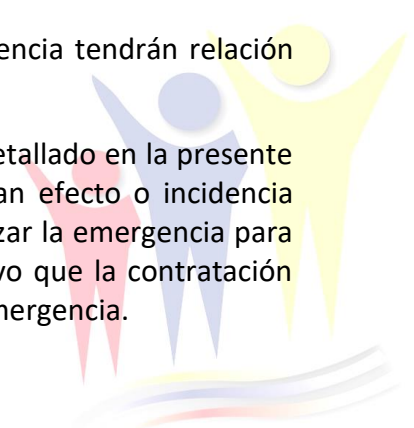 encia tendrán relación
etallado en la presente
an efecto o incidencia
zar la emergencia para
vo que la contratación
mergencia.